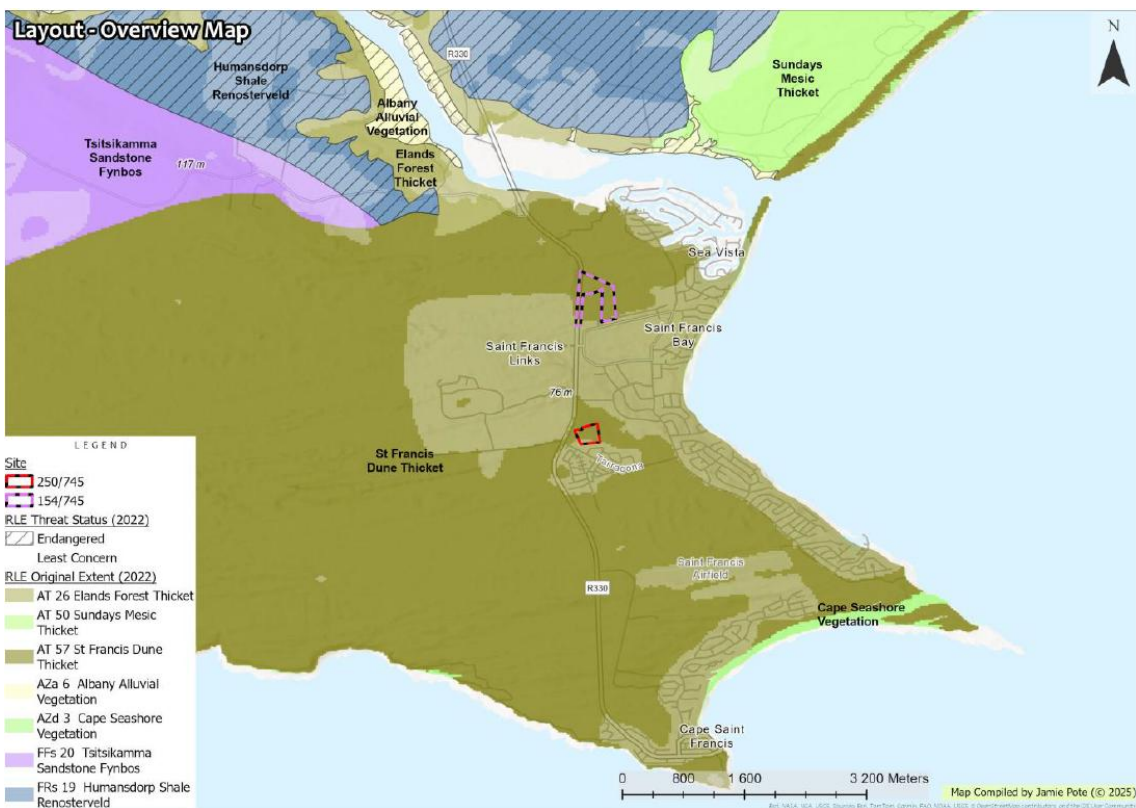 Layout - Overview Map
N
R330
Humansdorp
Shale
Renosterveld
Sundays
Mesic
Thicket
Albany
Alluvial
Vegetation
Tsitsikamma
Sandstone
Fynbos
117 m
Elands
Forest
Thicket
Sea Vista
Saint Francis
Bay
Saint Francis
Links
76 m
St Francis
Dune Thicket
Tarragona
Saint Francis
Airfield
R330
Cape Seashore
Vegetation
Cape Saint
Francis
LEGEND
Site
250/745
154/745
RLE Threat Status (2022)
Endangered
Least Concern
RLE Original Extent (2022)
AT 26 Elands Forest Thicket
AT 50 Sundays Mesic
Thicket
AT 57 St Francis Dune
Thicket
AZa 6 Albany Alluvial
Vegetation
AZd 3 Cape Seashore
Vegetation
FFs 20 Tsitsikamma
Sandstone Fynbos
FRs 19 Humansdorp Shale
Renosterveld
0 800 1 600 3 200 Meters
Map Compiled by Jamie Pote (© 2025)